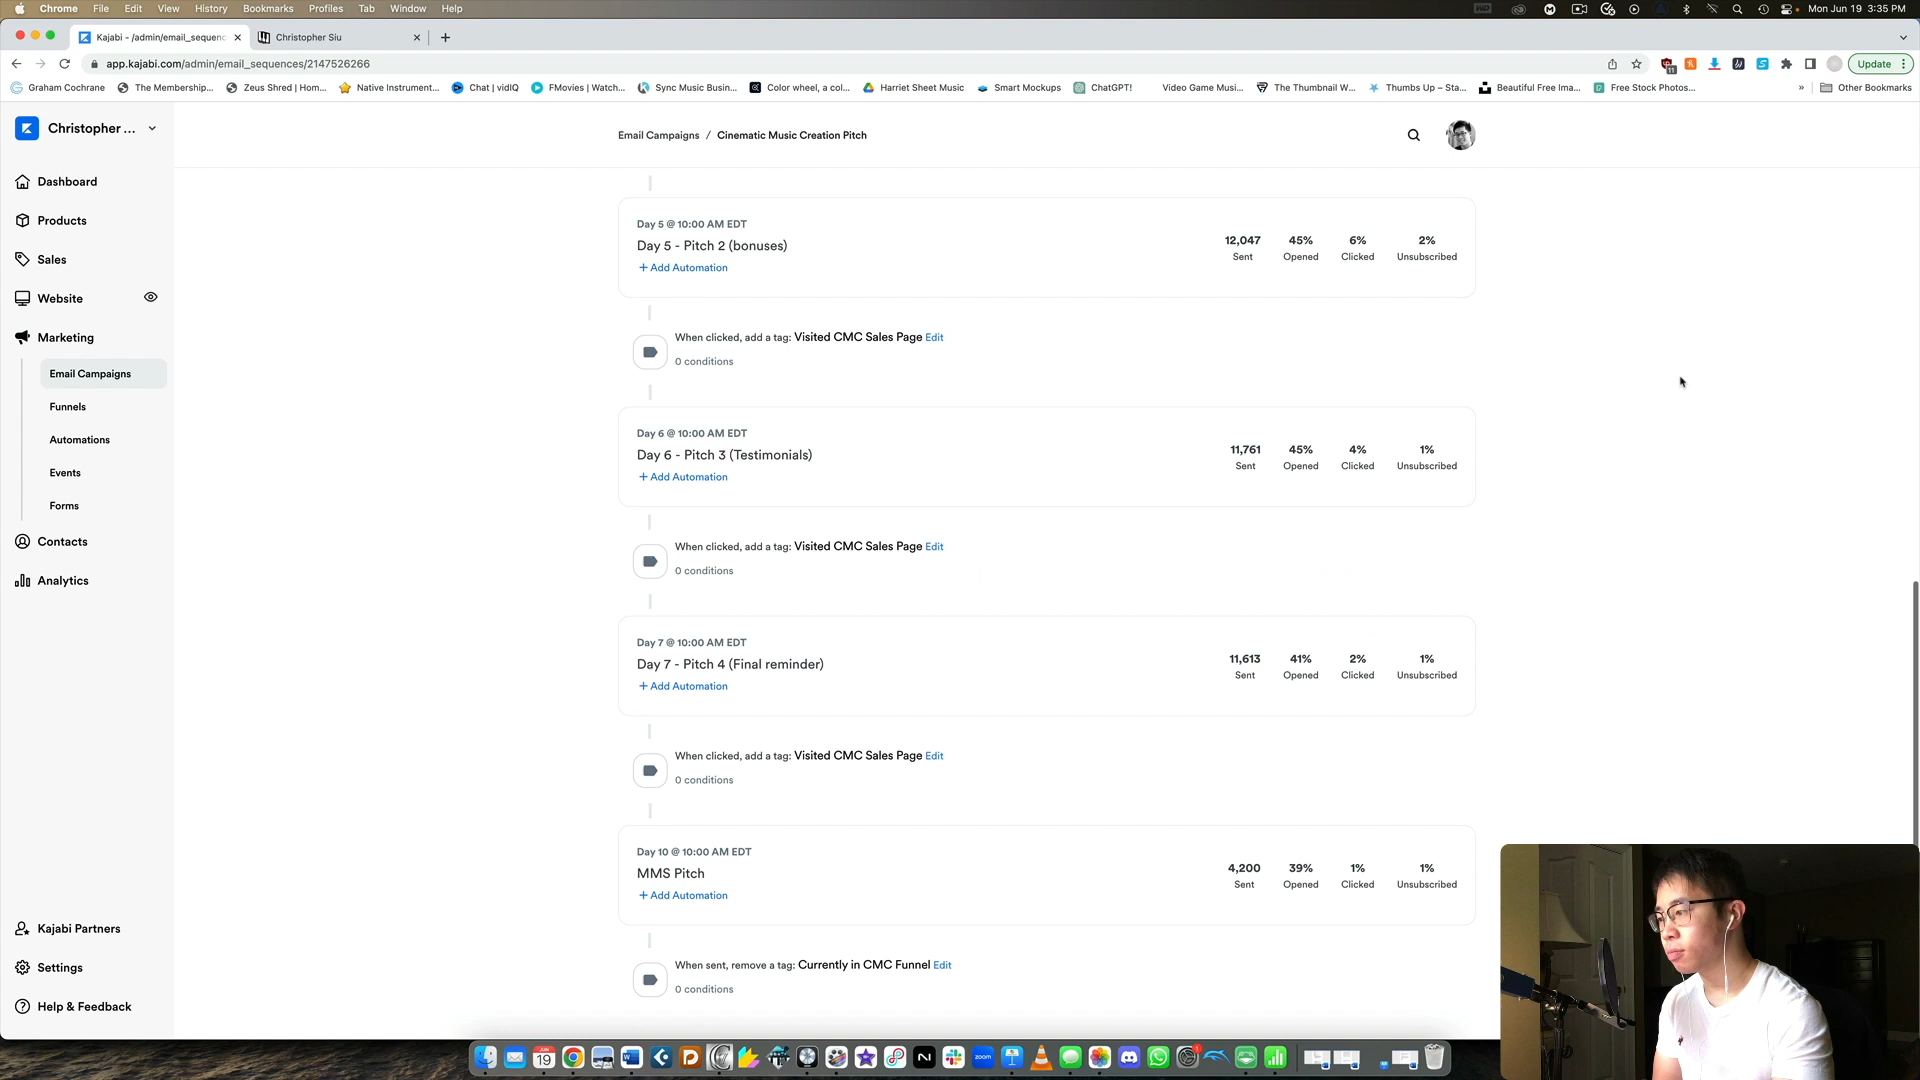 Chrome File Edit View History Bookmarks Profiles Tab Window Help
Mon Jun 19 3:35 PM
Kajabi - /admin/email_sequenc
Christopher Siu
app.kajabi.com/admin/email_sequences/2147526266
Update
Graham Cochrane
The Membership...
Zeus Shred | Hom...
Native Instrument...
Chat | vidIQ
FMovies | Watch...
Sync Music Busin...
Color wheel, a col...
Harriet Sheet Music
Smart Mockups
ChatGPT!
Video Game Musi...
The Thumbnail W...
Thumbs Up – Sta...
Beautiful Free Ima...
Free Stock Photos...
»
Other Bookmarks
Christopher ...
Email Campaigns / Cinematic Music Creation Pitch
Dashboard
Products
Sales
Website
Marketing
Email Campaigns
Funnels
Automations
Events
Forms
Contacts
Analytics
Kajabi Partners
Settings
Help & Feedback
Day 5 @ 10:00 AM EDT
Day 5 - Pitch 2 (bonuses)
+ Add Automation
12,047 45% 6% 2%
Sent Opened Clicked Unsubscribed
When clicked, add a tag: Visited CMC Sales Page Edit
0 conditions
Day 6 @ 10:00 AM EDT
Day 6 - Pitch 3 (Testimonials)
+ Add Automation
11,761 45% 4% 1%
Sent Opened Clicked Unsubscribed
When clicked, add a tag: Visited CMC Sales Page Edit
0 conditions
Day 7 @ 10:00 AM EDT
Day 7 - Pitch 4 (Final reminder)
+ Add Automation
11,613 41% 2% 1%
Sent Opened Clicked Unsubscribed
When clicked, add a tag: Visited CMC Sales Page Edit
0 conditions
Day 10 @ 10:00 AM EDT
MMS Pitch
+ Add Automation
4,200 39% 1% 1%
Sent Opened Clicked Unsubscribed
When sent, remove a tag: Currently in CMC Funnel Edit
0 conditions
JUN
19
zoom